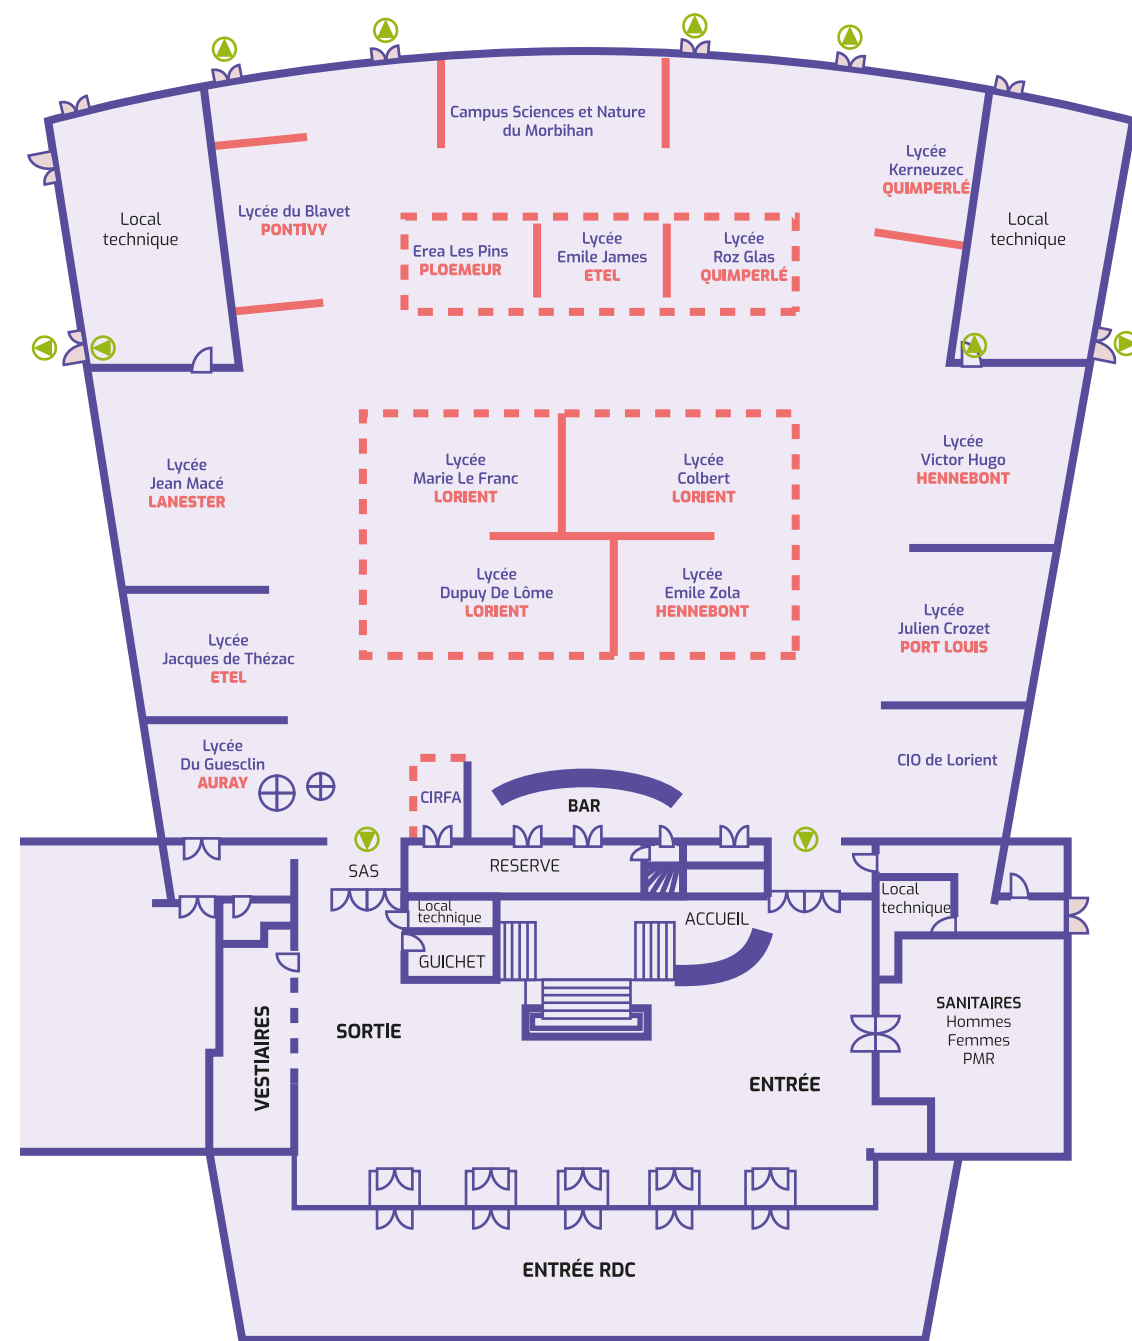 Campus Sciences et Nature
du Morbihan
Lycée
Kerneuzec
QUIMPERLÉ
Local
technique
Lycée du Blavet
PONTIVY
Local
technique
Erea Les Pins
PLOEMEUR
Lycée
Emile James
ETEL
Lycée
Roz Glas
QUIMPERLÉ
Lycée
Jean Macé
LANESTER
Lycée
Marie Le Franc
LORIENT
Lycée
Colbert
LORIENT
Lycée
Victor Hugo
HENNEBONT
Lycée
Dupuy De Lôme
LORIENT
Lycée
Emile Zola
HENNEBONT
Lycée
Jacques de Thézac
ETEL
Lycée
Julien Crozet
PORT LOUIS
Lycée
Du Guesclin
AURAY
CIO de Lorient
CIRFA
BAR
SAS
RESERVE
Local
technique
ACCUEIL
Local
technique
GUICHET
SORTIE
VESTIAIRES
ENTRÉE
SANITAIRES
Hommes
Femmes
PMR
ENTRÉE RDC